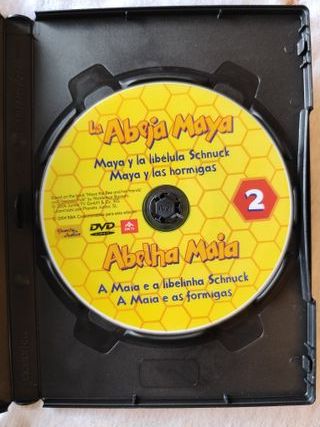 La Abeja Maya
Maya y la libélula Schnuck
Maya y las hormigas
2
DVD
Abelha Maia
A Maia e a libelinha Schnuck
A Maia e as formigas